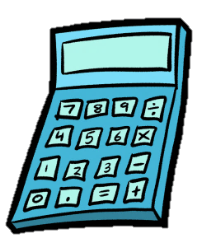 7 8 9 ÷
4 5 6 X
1 2 3 -
0 . = +